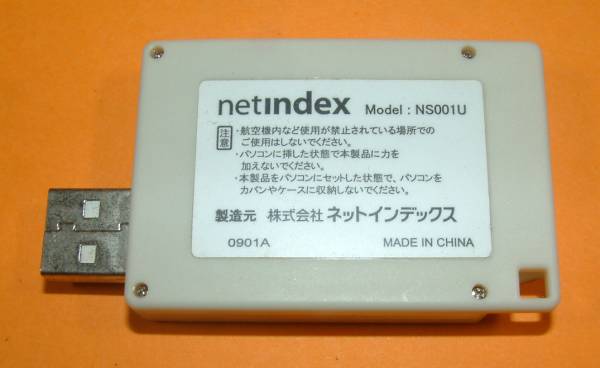 netindex Model : NS001U
注意
・航空機内など使用が禁止されている場所での
ご使用はしないでください。
・パソコンに挿した状態で本製品に力を
加えないでください。
・本製品をパソコンにセットした状態で、パソコンを
カバンやケースに収納しないでください。
製造元 株式会社 ネットインデックス
0901A MADE IN CHINA